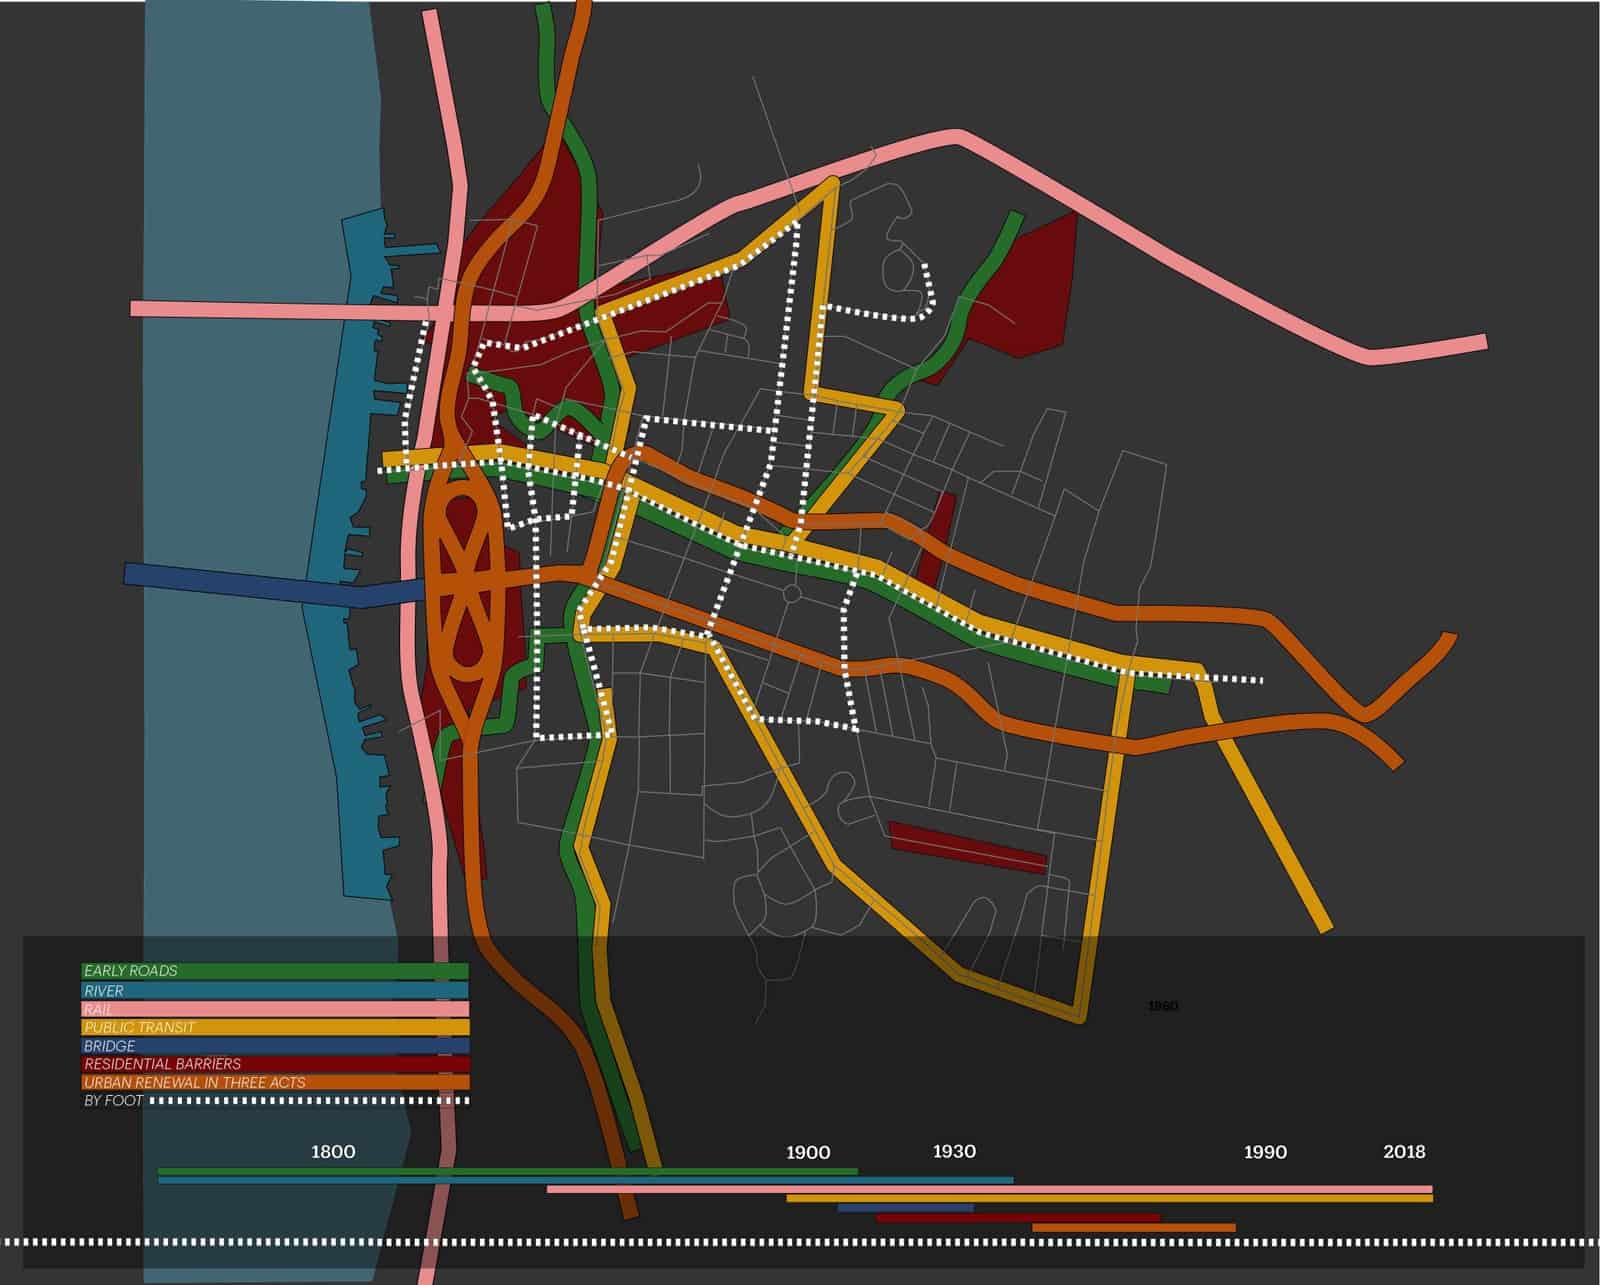 EARLY ROADS
RIVER
RAIL
PUBLIC TRANSIT
BRIDGE
RESIDENTIAL BARRIERS
URBAN RENEWAL IN THREE ACTS
BY FOOT
1960
1800 1900 1930 1990 2018